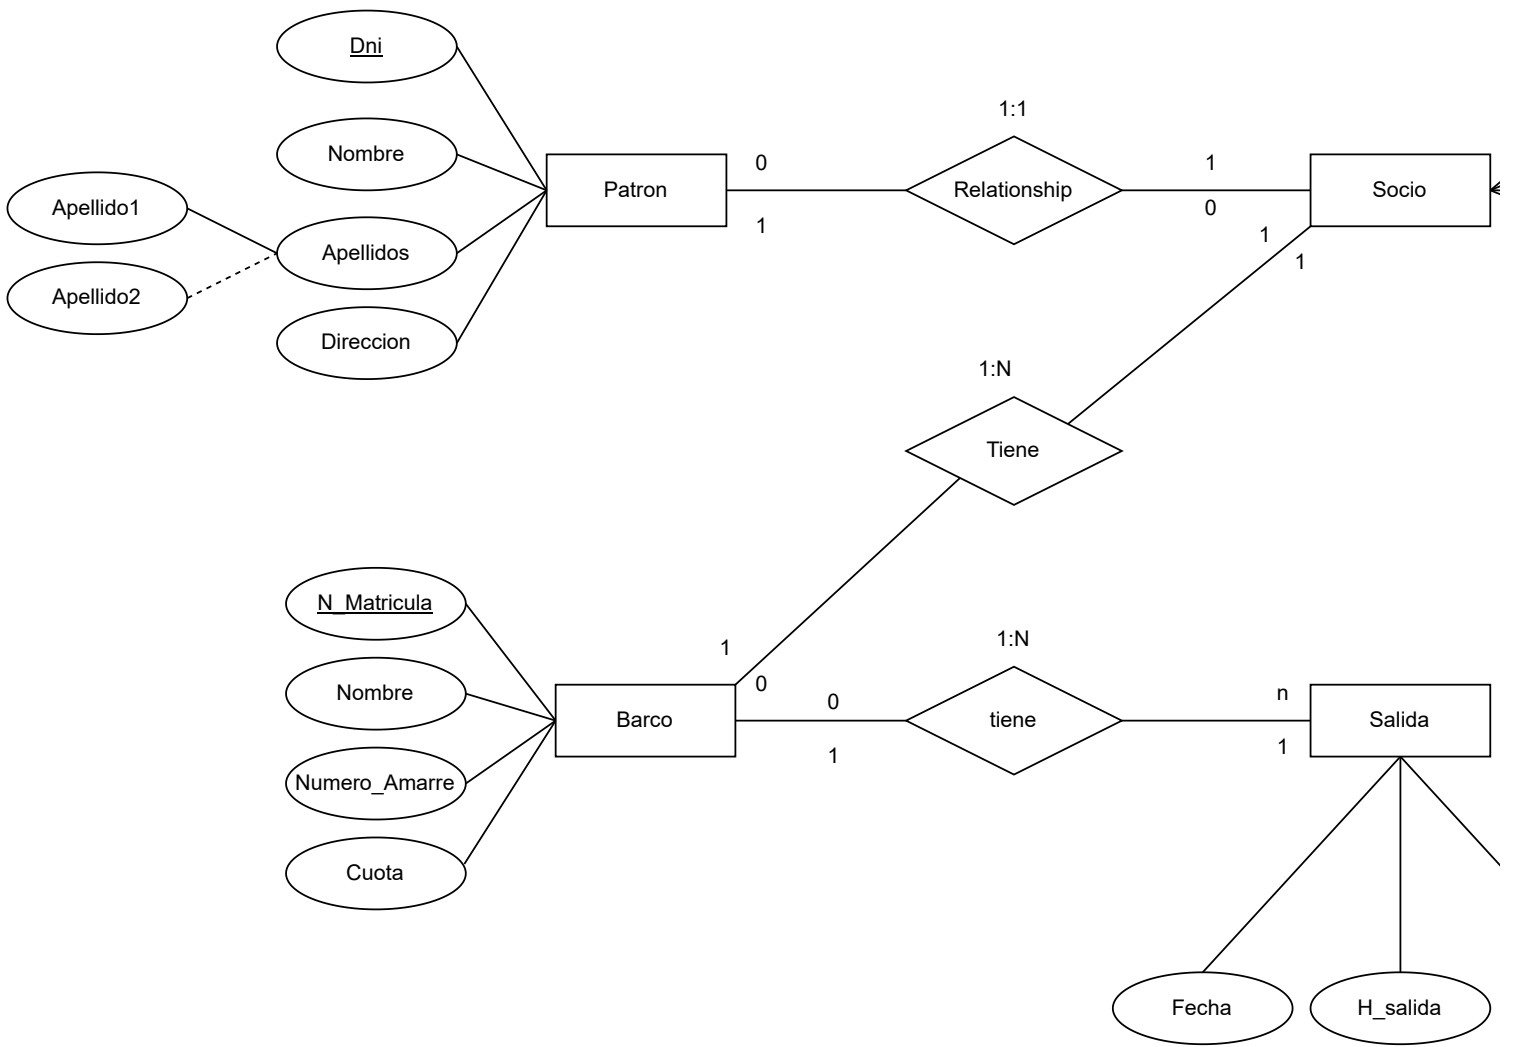 Dni
1:1
Nombre
0
1
Patron
Relationship
Socio
Apellido1
0
1
1
Apellidos
1
Apellido2
Direccion
1:N
Tiene
N_Matricula
1:N
1
0
Nombre
0
n
Barco
tiene
Salida
1
1
Numero_Amarre
Cuota
Fecha
H_salida